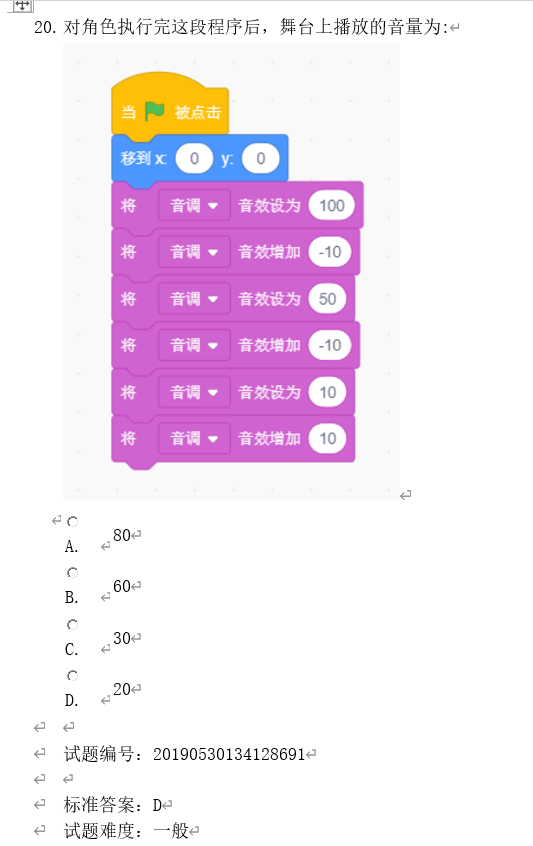 20. 对角色执行完这段程序后，舞台上播放的音量为:
当 被点击
移到 x: 0 y: 0
将 音调 音效设为 100
将 音调 音效增加 -10
将 音调 音效设为 50
将 音调 音效增加 -10
将 音调 音效设为 10
将 音调 音效增加 10
A. 80
B. 60
C. 30
D. 20
试题编号：20190530134128691
标准答案：D
试题难度：一般